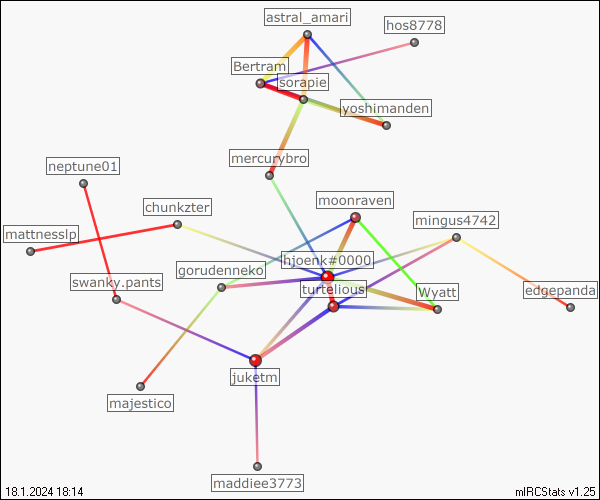 astral_amari
hos8778
Bertram
sorapie
yoshimanden
mercurybro
neptune01
moonraven
chunkzter
mingus4742
mattnesslp
hjoenk#0000
gorudenneko
swanky.pants
turtelious
Wyatt
edgepanda
juketm
majestico
maddiee3773
18.1.2024 18:14
mIRCStats v1.25